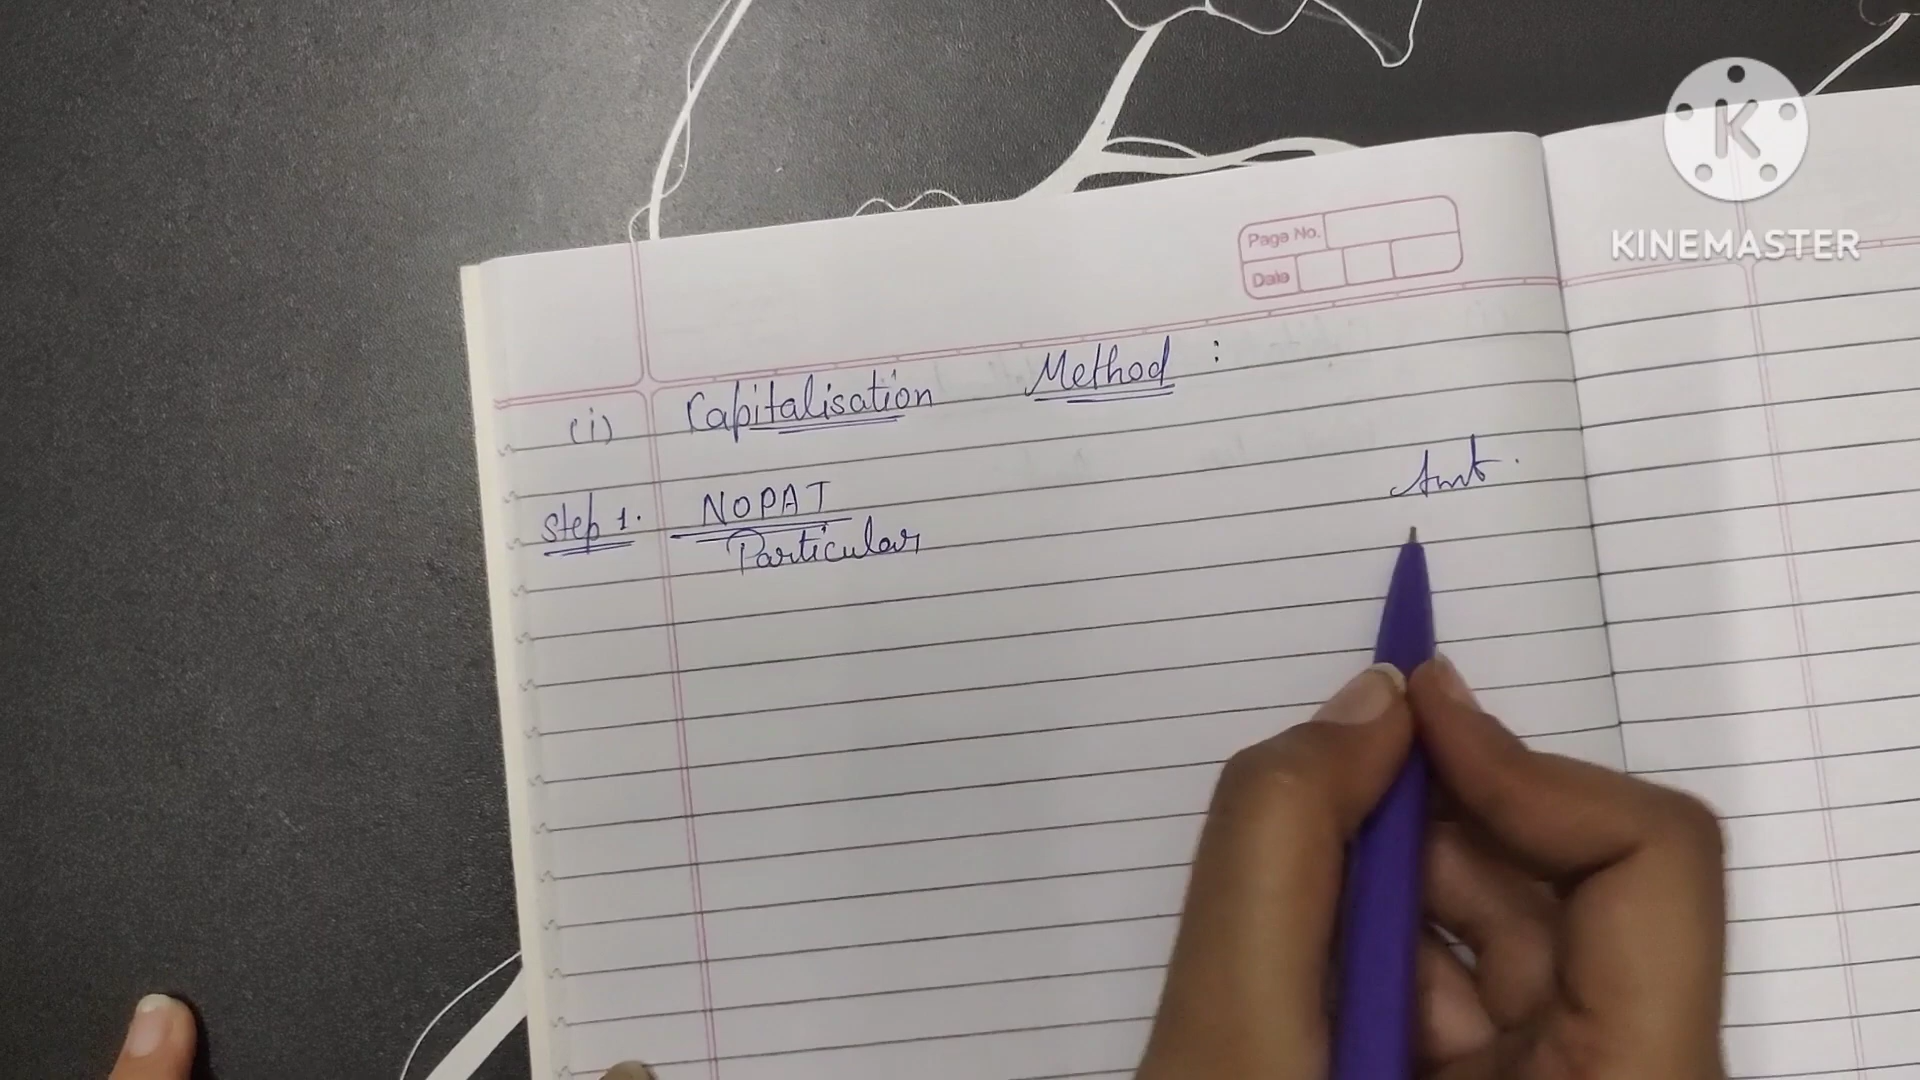 KINEMASTER
Page No.
Date
(i) Capitalisation Method :
Step 1. NOPAT
Particular Amt.